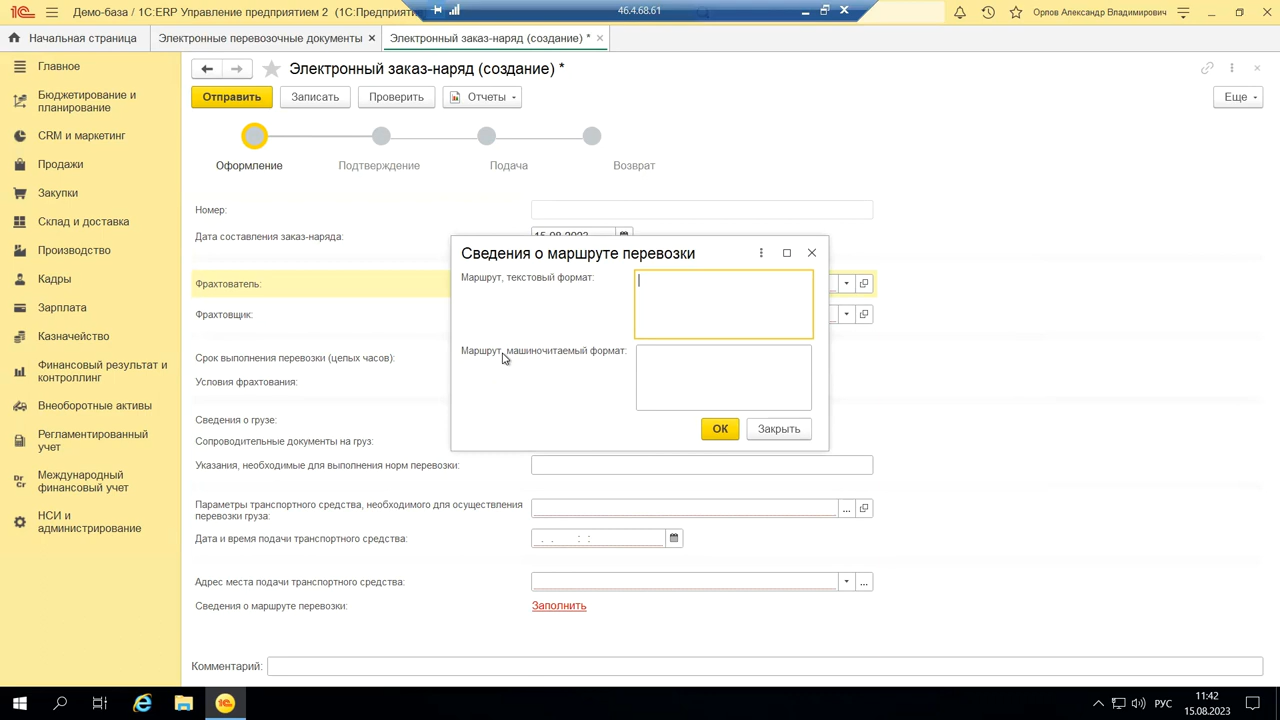 1С Демо-база / 1С:ERP Управление предприятием 2 (1С:Предприяти
46.4.68.61
Орлов Александр Владимирович
Начальная страница
Электронные перевозочные документы ×
Электронный заказ-наряд (создание) * ×
Электронный заказ-наряд (создание) *
Отправить
Записать
Проверить
Отчеты
Еще
Оформление
Подтверждение
Подача
Возврат
Главное
Бюджетирование и
планирование
CRM и маркетинг
Продажи
Закупки
Склад и доставка
Производство
Кадры
Зарплата
Казначейство
Финансовый результат и
контроллинг
Внеоборотные активы
Регламентированный
учет
Международный
финансовый учет
НСИ и
администрирование
Номер:
Дата составления заказ-наряда:
15.08.2023
Фрахтователь:
Фрахтовщик:
Срок выполнения перевозки (целых часов):
Условия фрахтования:
Сведения о грузе:
Сопроводительные документы на груз:
Указания, необходимые для выполнения норм перевозки:
Параметры транспортного средства, необходимого для осуществления
перевозки груза:
Дата и время подачи транспортного средства:
. . : :
Адрес места подачи транспортного средства:
Сведения о маршруте перевозки:
Заполнить
Комментарий:
Сведения о маршруте перевозки
Маршрут, текстовый формат:
Маршрут, машиночитаемый формат:
ОК
Закрыть
РУС
11:42
15.08.2023